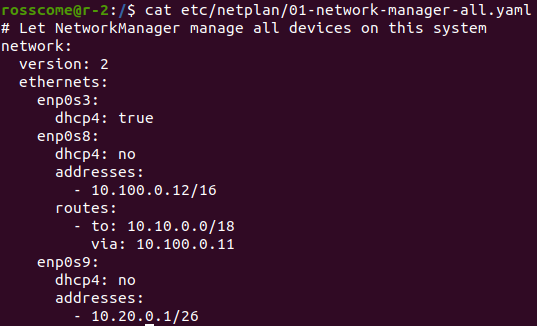 rosscome@r-2:/$ cat etc/netplan/01-network-manager-all.yaml
# Let NetworkManager manage all devices on this system
network:
  version: 2
  ethernets:
    enp0s3:
      dhcp4: true
    enp0s8:
      dhcp4: no
      addresses:
        - 10.100.0.12/16
      routes:
        - to: 10.10.0.0/18
          via: 10.100.0.11
    enp0s9:
      dhcp4: no
      addresses:
        - 10.20.0.1/26